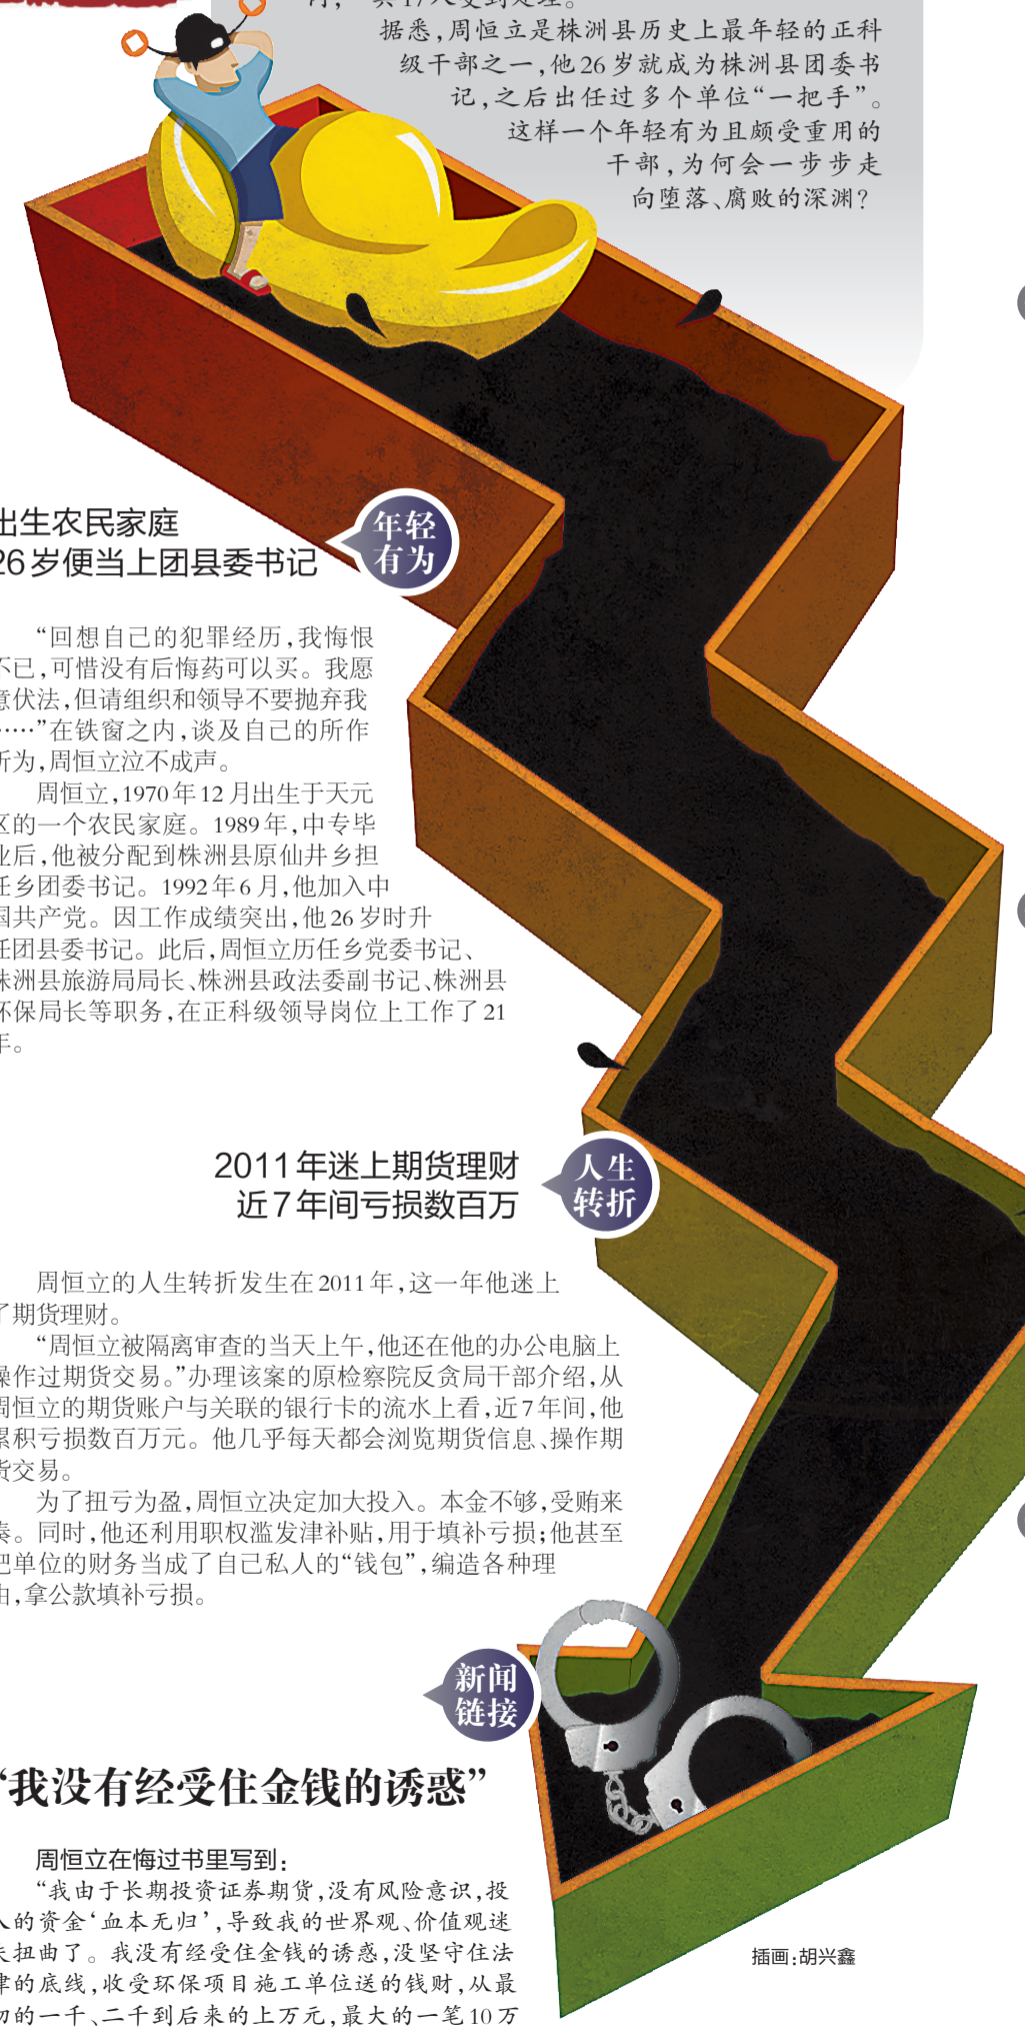 共17人受到处理。
据悉,周恒立是株洲县历史上最年轻的正科
级干部之一,他26岁就成为株洲县团委书
记,之后出任过多个单位“一把手”。
这样一个年轻有为且颇受重用的
干部,为何会一步步走
向堕落、腐败的深渊?
年轻
有为
出生农民家庭
26岁便当上团县委书记
“回想自己的犯罪经历,我悔恨
不已,可惜没有后悔药可以买。我愿
意伏法,但请组织和领导不要抛弃我
……”在铁窗之内,谈及自己的所作
所为,周恒立泣不成声。
周恒立,1970年12月出生于天元
区的一个农民家庭。1989年,中专毕
业后,他被分配到株洲县原仙井乡担
任乡团委书记。1992年6月,他加入中
国共产党。因工作成绩突出,他26岁时升
任团县委书记。此后,周恒立历任乡党委书记、
株洲县旅游局局长、株洲县政法委副书记、株洲县
环保局长等职务,在正科级领导岗位上工作了21
年。
人生
转折
2011年迷上期货理财
近7年间亏损数百万
周恒立的人生转折发生在2011年,这一年他迷上
了期货理财。
“周恒立被隔离审查的当天上午,他还在他的办公电脑上
操作过期货交易。”办理该案的原检察院反贪局干部介绍,从
周恒立的期货账户与关联的银行卡的流水上看,近7年间,他
累积亏损数百万元。他几乎每天都会浏览期货信息、操作期
货交易。
为了扭亏为盈,周恒立决定加大投入。本金不够,受贿来
凑。同时,他还利用职权滥发津补贴,用于填补亏损;他甚至
把单位的财务当成了自己私人的“钱包”,编造各种理
由,拿公款填补亏损。
新闻
链接
“我没有经受住金钱的诱惑”
周恒立在悔过书里写到:
“我由于长期投资证券期货,没有风险意识,投
入的资金‘血本无归’,导致我的世界观、价值观迷
失扭曲了。我没有经受住金钱的诱惑,没坚守住法
律的底线,收受环保项目施工单位送的钱财,从最
初的一千、二千到后来的上万元,最大的一笔10万
插画:胡兴鑫